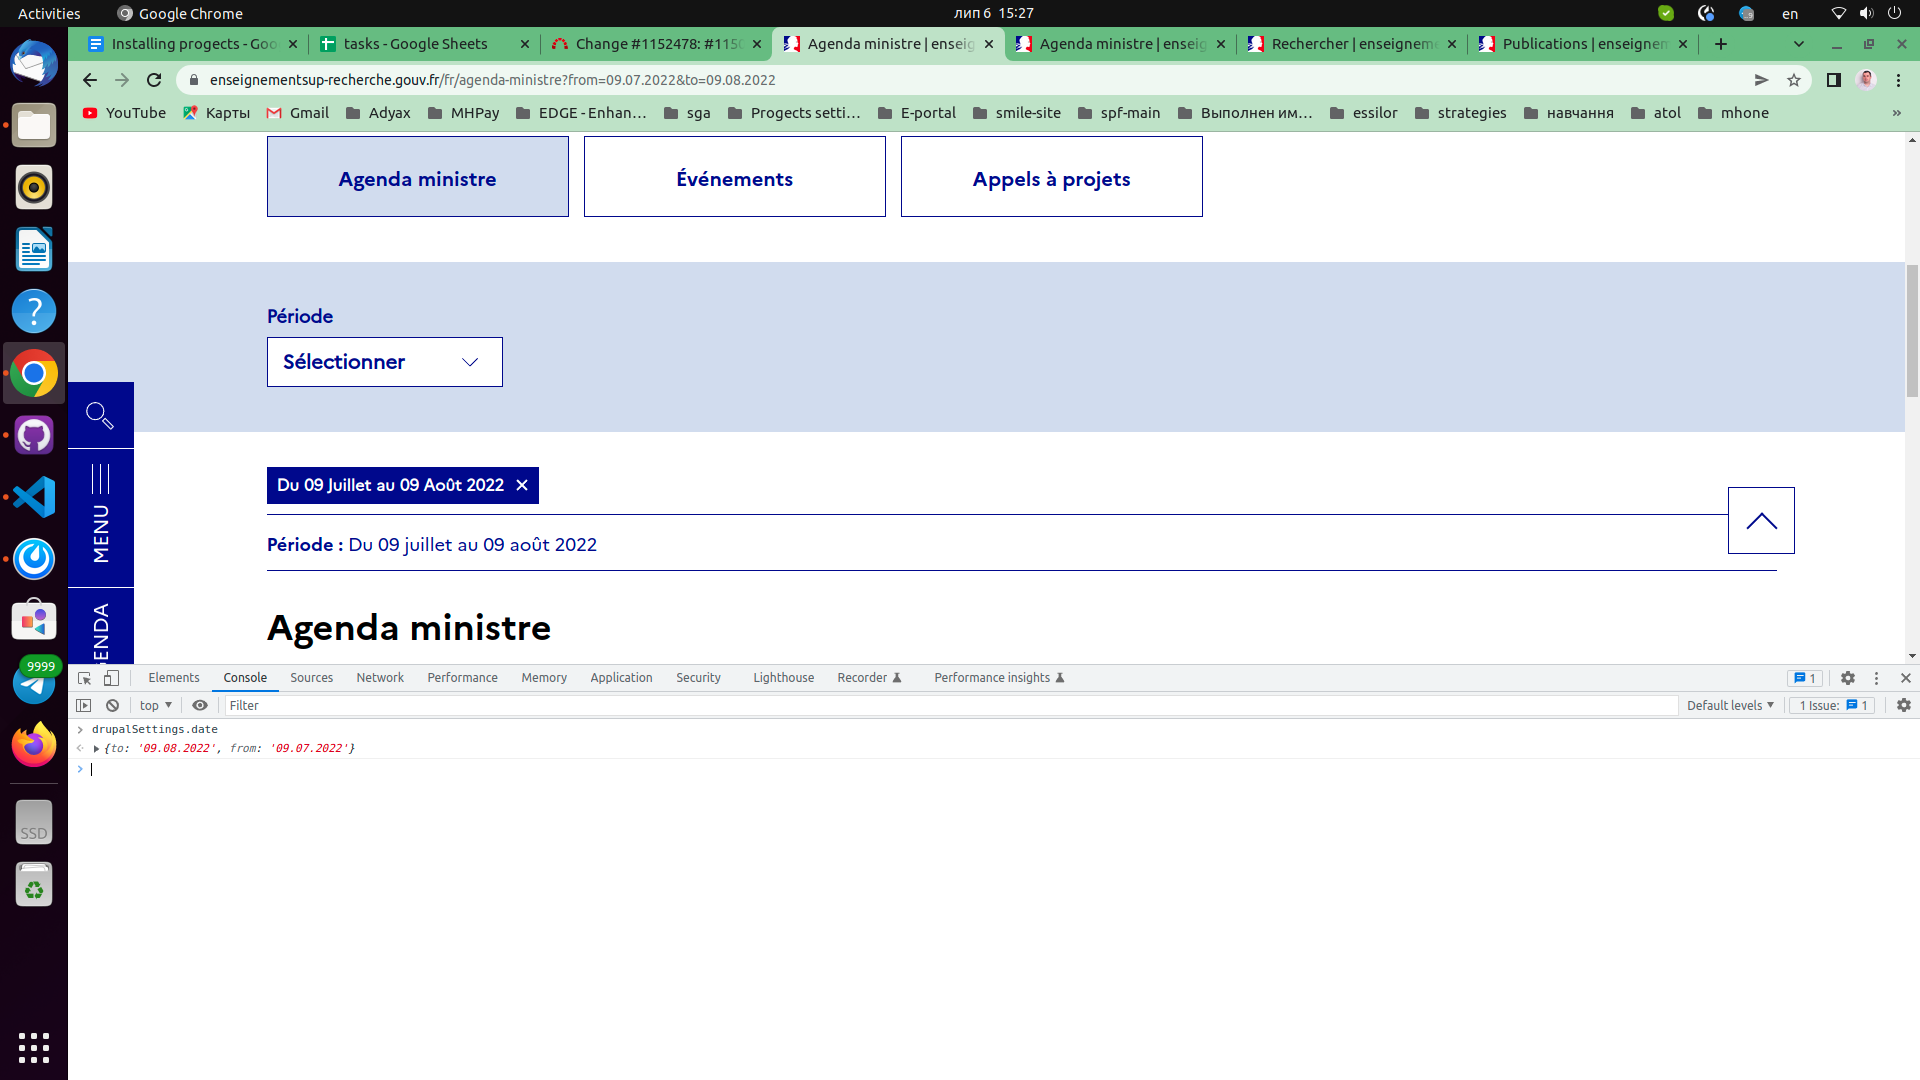 Activities
Google Chrome
лип 6 15:27
en
Installing progects - Goo
tasks - Google Sheets
Change #1152478: #115
Agenda ministre | enseig
Agenda ministre | enseig
Rechercher | enseigneme
Publications | enseignem
enseignementsup-recherche.gouv.fr/fr/agenda-ministre?from=09.07.2022&to=09.08.2022
YouTube
Карты
Gmail
Adyax
MHPay
EDGE - Enhan…
sga
Progects setti…
E-portal
smile-site
spf-main
Выполнен им…
essilor
strategies
навчання
atol
mhone
»
Agenda ministre
Événements
Appels à projets
Période
Sélectionner
MENU
Du 09 Juillet au 09 Août 2022 ✕
Période : Du 09 juillet au 09 août 2022
Agenda ministre
9999
SSD
Elements
Console
Sources
Network
Performance
Memory
Application
Security
Lighthouse
Recorder
Performance insights
1
top
Filter
Default levels
1 Issue: 1
drupalSettings.date
{to: '09.08.2022', from: '09.07.2022'}